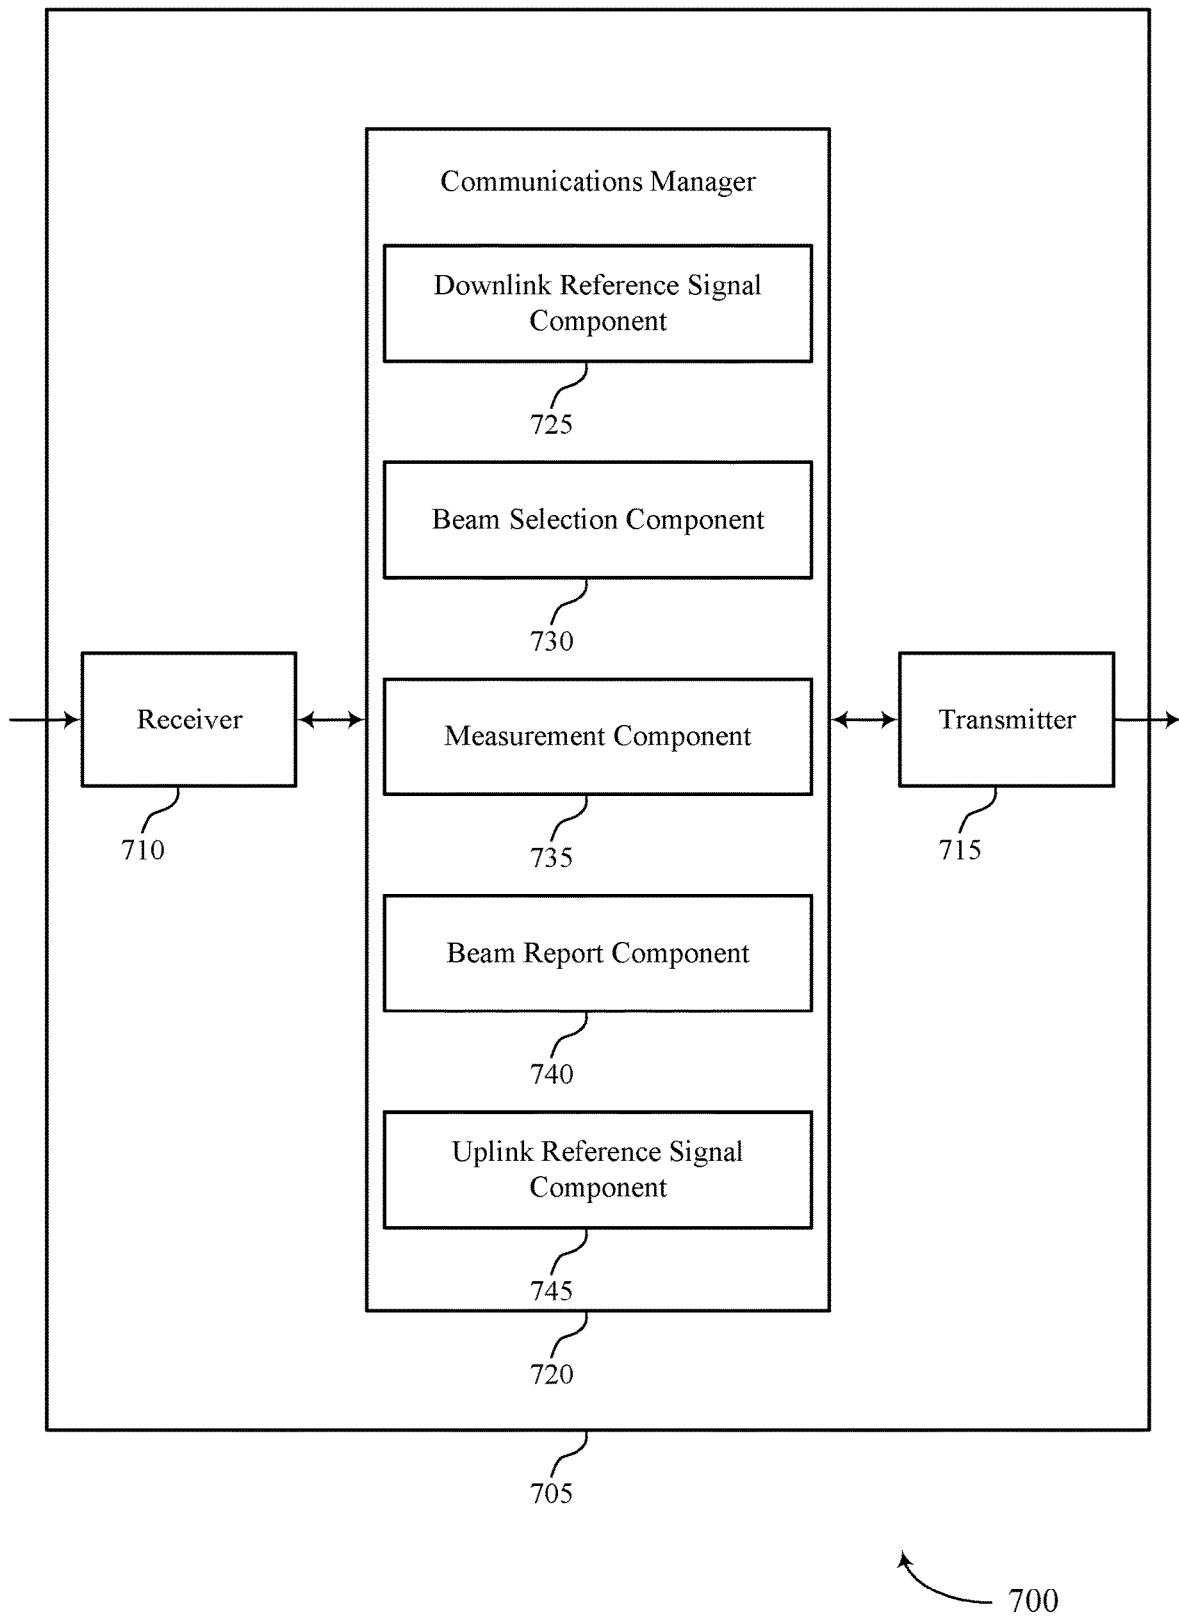 Communications Manager
Downlink Reference Signal
Component
725
Beam Selection Component
730
Receiver
710
Measurement Component
735
Transmitter
715
Beam Report Component
740
Uplink Reference Signal
Component
745
720
705
700